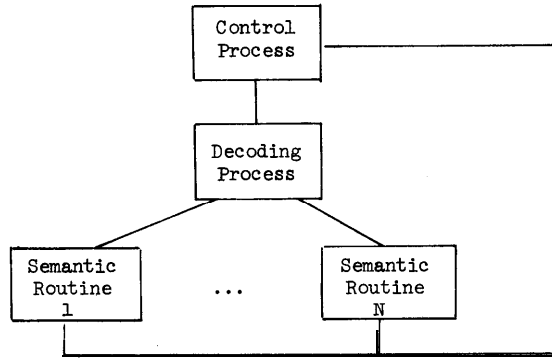 Control
Process
Decoding
Process
Semantic
Routine
1
...
Semantic
Routine
N